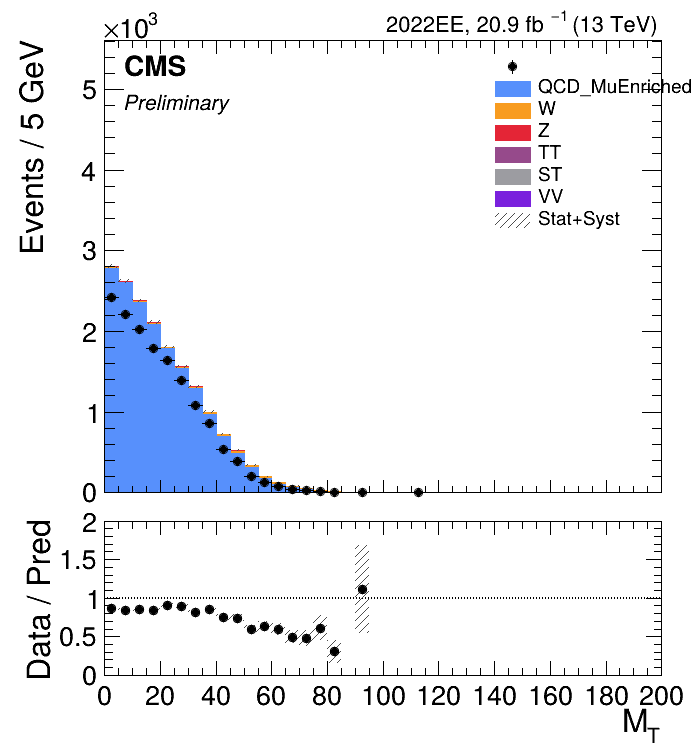 ×10³
2022EE, 20.9 fb ⁻¹ (13 TeV)
CMS
Preliminary
QCD_MuEnriched
W
Z
TT
ST
VV
Stat+Syst
Events / 5 GeV
5
4
3
2
1
0
Data / Pred
2
1.5
1
0.5
0
0 20 40 60 80 100 120 140 160 180 200
M_T